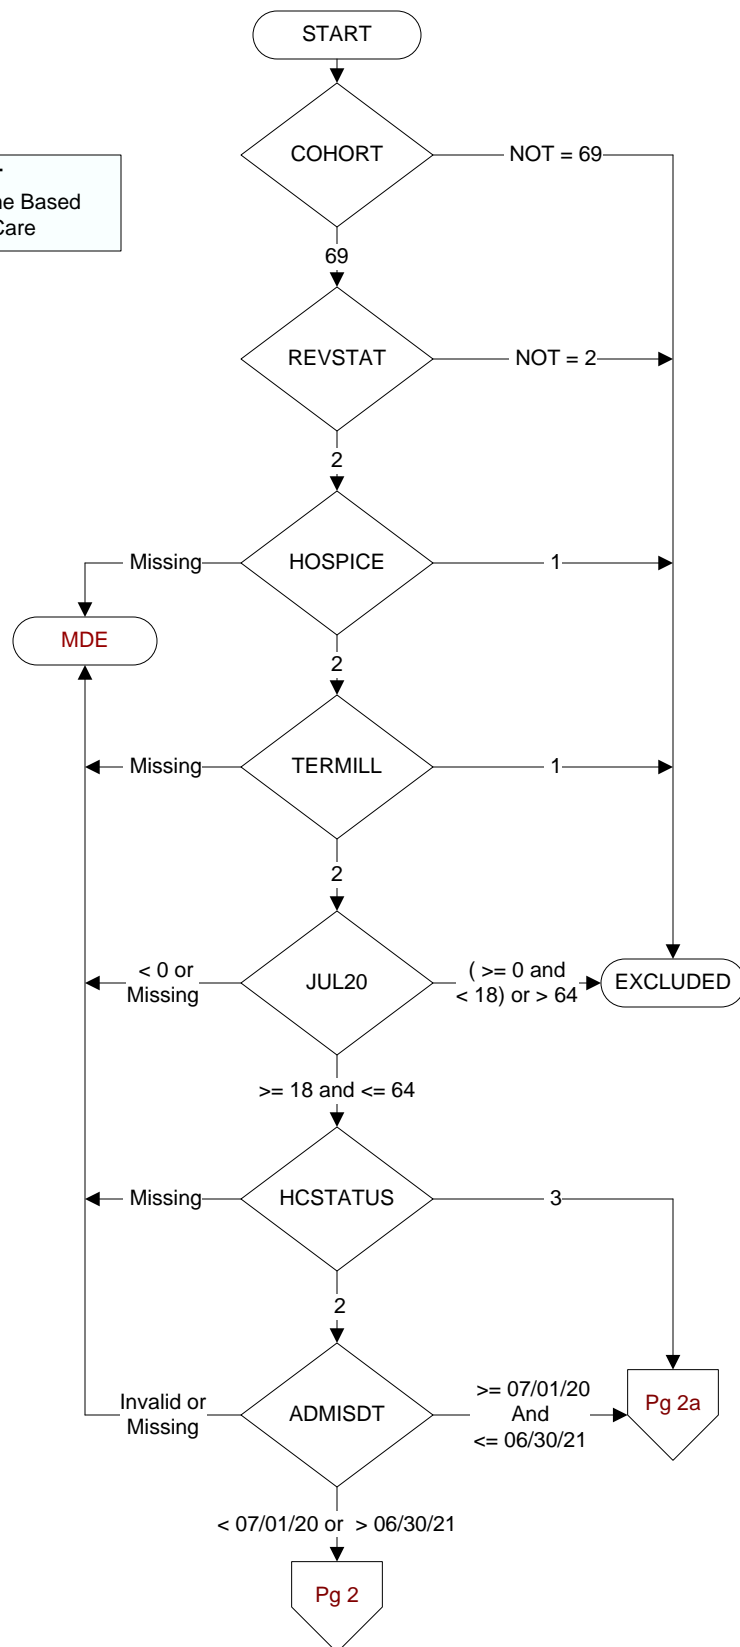 START
COHORT
NOT = 69
Care
69
REVSTAT
NOT = 2
2
Missing
HOSPICE
1
MDE
2
Missing
TERMILL
1
2
< 0 or
Missing
JUL20
( >= 0 and
< 18) or > 64
EXCLUDED
>= 18 and <= 64
Missing
HCSTATUS
3
2
Invalid or
Missing
ADMISDT
>= 07/01/20
And
<= 06/30/21
Pg 2a
< 07/01/20 or > 06/30/21
Pg 2